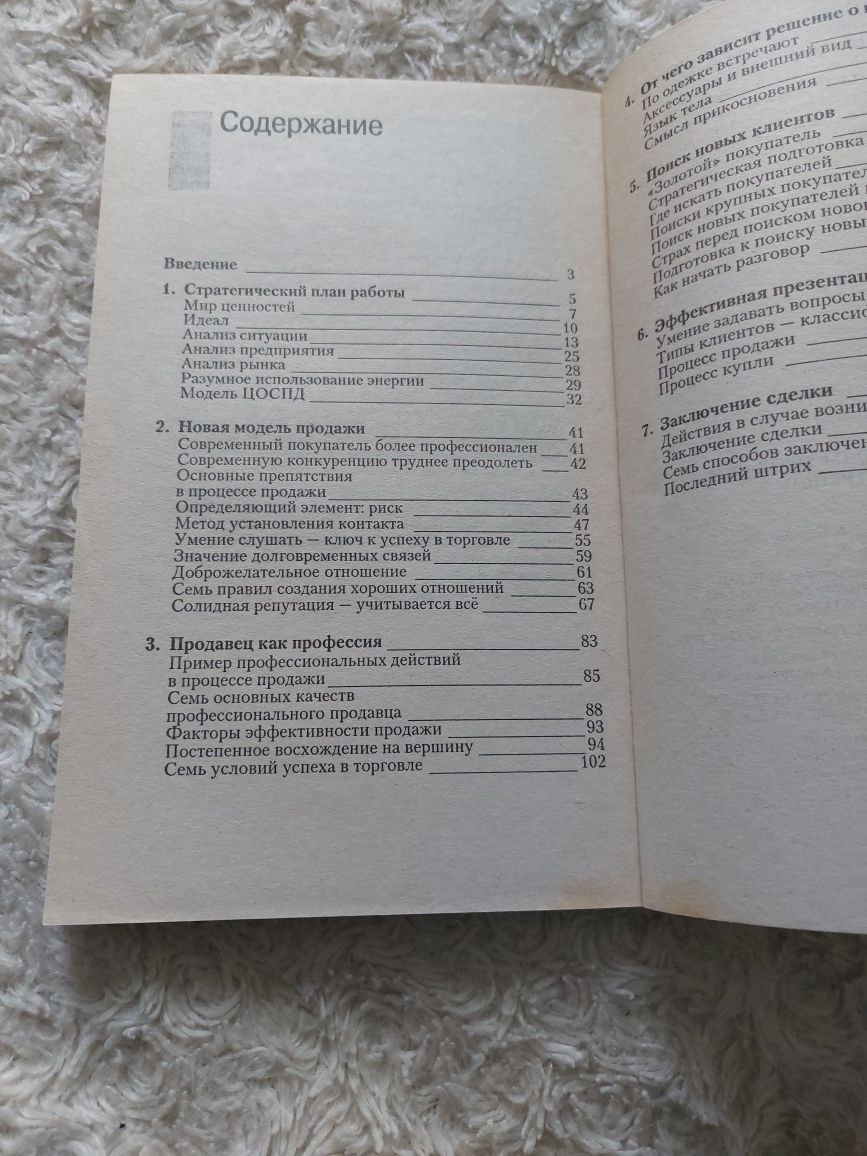 Содержание
Введение 3
1. Стратегический план работы 5
Мир ценностей 7
Идеал 10
Анализ ситуации 13
Анализ предприятия 25
Анализ рынка 28
Разумное использование энергии 29
Модель ЦОСПД 32
2. Новая модель продажи 41
Современный покупатель более профессионален 41
Современную конкуренцию труднее преодолеть 42
Основные препятствия
в процессе продажи 43
Определяющий элемент: риск 44
Метод установления контакта 47
Умение слушать — ключ к успеху в торговле 55
Значение долговременных связей 59
Доброжелательное отношение 61
Семь правил создания хороших отношений 63
Солидная репутация — учитывается всё 67
3. Продавец как профессия 83
Пример профессиональных действий
в процессе продажи 85
Семь основных качеств
профессионального продавца 88
Факторы эффективности продажи 93
Постепенное восхождение на вершину 94
Семь условий успеха в торговле 102
4. От чего зависит решение о
По одежке встречают
Аксессуары и внешний вид
Язык тела
Смысл прикосновения
5. Поиск новых клиентов
«Золотой» покупатель
Стратегическая подготовка
Где искать покупателей
Поиски крупных
Поиск новых покупателей
Страх перед поиском
Подготовка к поиску
Как начать разговор
6. Эффективная
Умение задавать вопросы
Типы клиентов —
Процесс продажи
Процесс купли
7. Заключение сделки
Действия в случае
Заключение сделки
Семь способов
Последний штрих